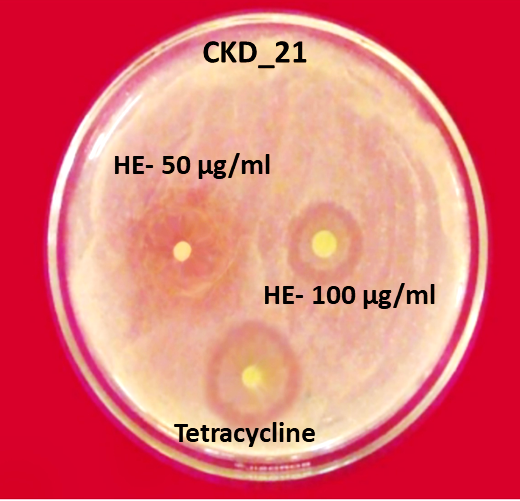 CKD_21
HE- 50 µg/ml
HE- 100 µg/ml
Tetracycline